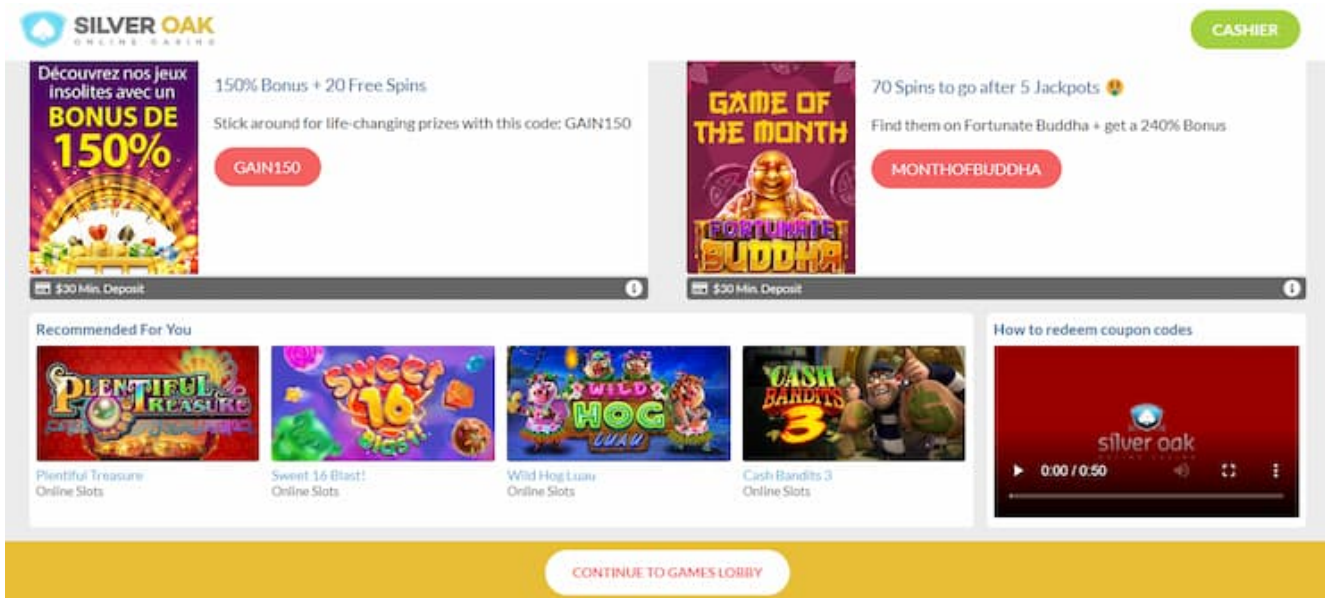 SILVER OAK
ONLINE CASINO
CASHIER
Découvrez nos jeux
insolites avec un
BONUS DE
150%
150% Bonus + 20 Free Spins
Stick around for life-changing prizes with this code: GAIN150
GAIN150
$30 Min. Deposit
GAME OF
THE MONTH
FORTUNATE
BUDDHA
70 Spins to go after 5 Jackpots
Find them on Fortunate Buddha + get a 240% Bonus
MONTHOFBUDDHA
$30 Min. Deposit
Recommended For You
PLENTIFUL
TREASURE
Plentiful Treasure
Online Slots
SWEET
16
BLAST!
Sweet 16 Blast!
Online Slots
WILD
HOG
LUAU
Wild Hog Luau
Online Slots
CASH
BANDITS
3
Cash Bandits 3
Online Slots
How to redeem coupon codes
silver oak
0:00 / 0:50
CONTINUE TO GAMES LOBBY